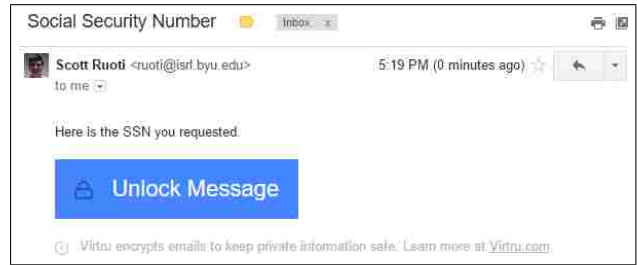 Social Security Number Inbox x
Scott Ruoti <ruoti@isrl.byu.edu> 5:19 PM (0 minutes ago)
to me
Here is the SSN you requested.
Unlock Message
Virtru encrypts emails to keep private information safe. Learn more at Virtru.com.